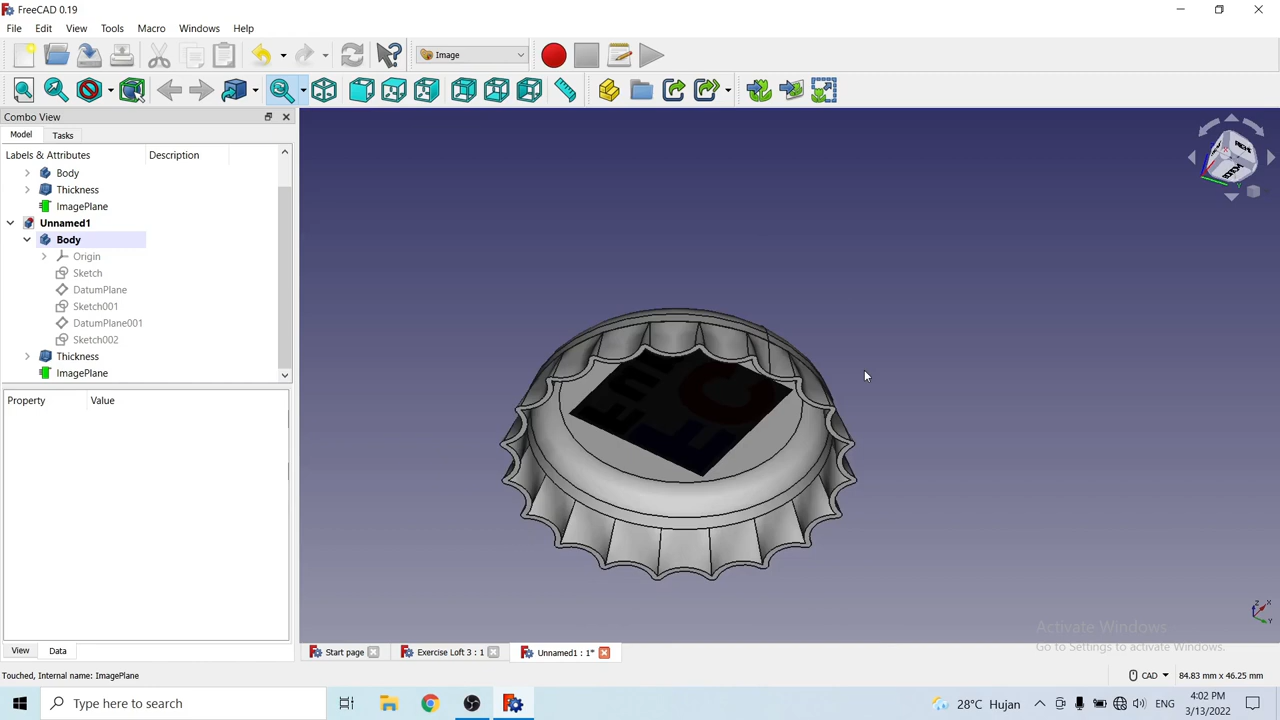 FreeCAD 0.19
File Edit View Tools Macro Windows Help
Image
Combo View
Model Tasks
Labels & Attributes Description
Body
Thickness
ImagePlane
Unnamed1
Body
Origin
Sketch
DatumPlane
Sketch001
DatumPlane001
Sketch002
Thickness
ImagePlane
Property Value
RIGHT
Z X
Y
Activate Windows
Go to Settings to activate Windows.
View Data
Start page Exercise Loft 3 : 1 Unnamed1 : 1*
Touched, Internal name: ImagePlane CAD 84.83 mm x 46.25 mm
Type here to search
28°C Hujan ENG 4:02 PM
3/13/2022